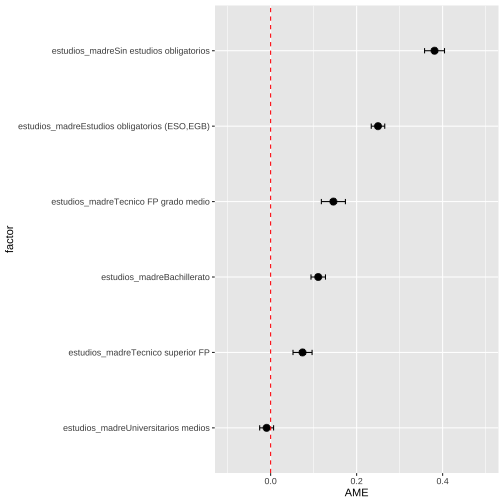 estudios_madreSin estudios obligatorios
estudios_madreEstudios obligatorios (ESO,EGB)
estudios_madreTecnico FP grado medio
factor
estudios_madreBachillerato
estudios_madreTecnico superior FP
estudios_madreUniversitarios medios
0.0 0.2 0.4
AME